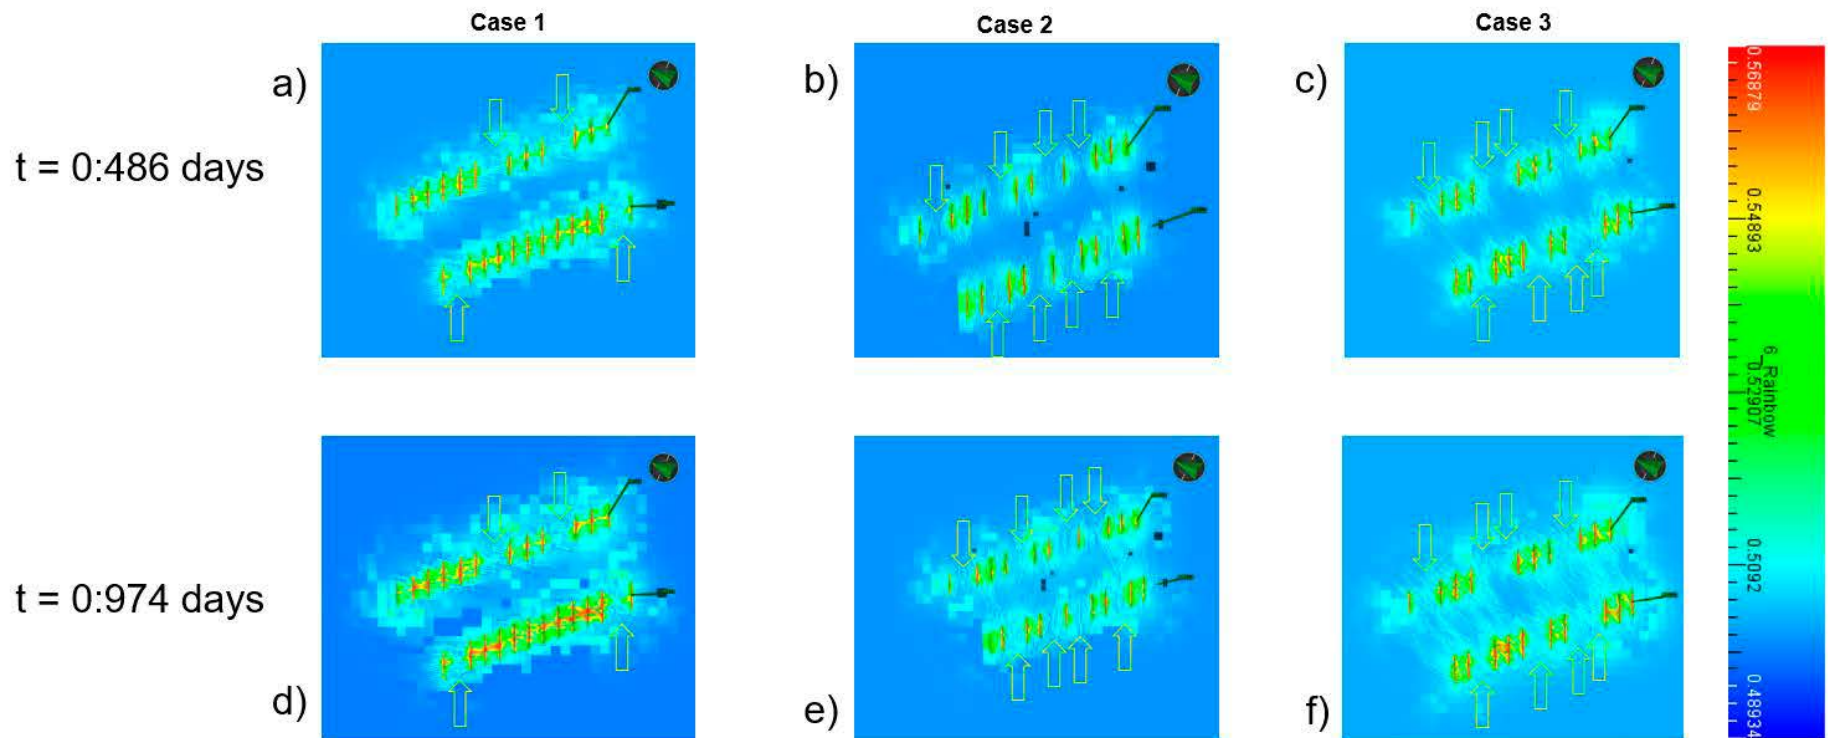 Case 1
Case 2
Case 3
a)
b)
c)
t = 0:486 days
0.56879
0.54893
6_Rainbow
0.52907
0.5092
0.48934
t = 0:974 days
d)
e)
f)